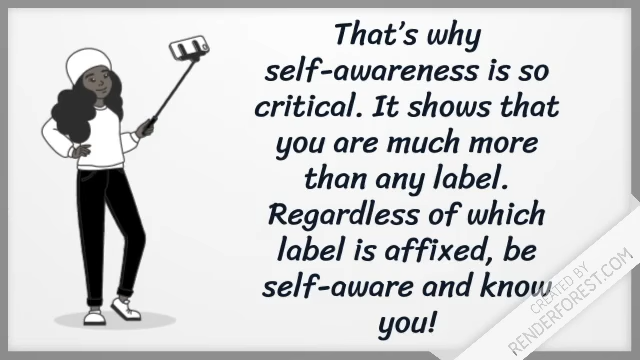 That's why
self-awareness is so
critical. It shows that
you are much more
than any label.
Regardless of which
label is affixed, be
self-aware and know
you!
CREATED BY
RENDERFOREST.COM